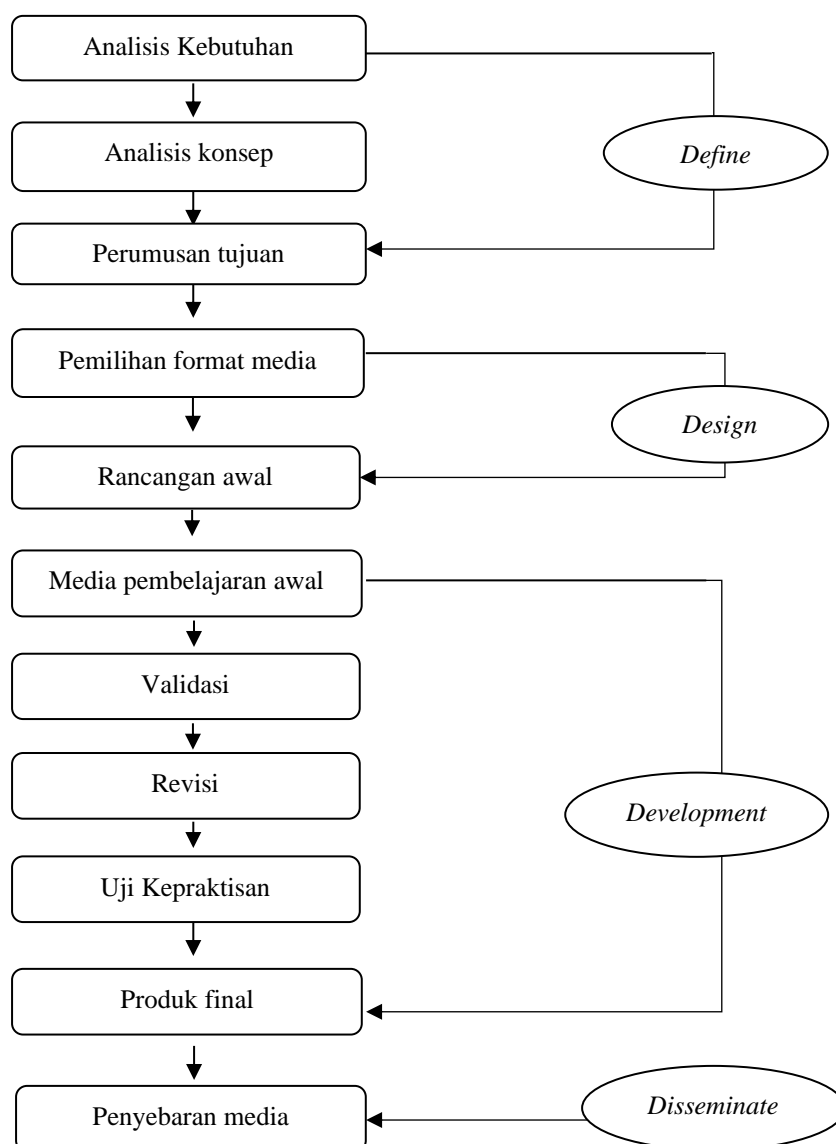 Analisis Kebutuhan
Analisis konsep
Define
Perumusan tujuan
Pemilihan format media
Design
Rancangan awal
Media pembelajaran awal
Validasi
Revisi
Development
Uji Kepraktisan
Produk final
Penyebaran media
Disseminate